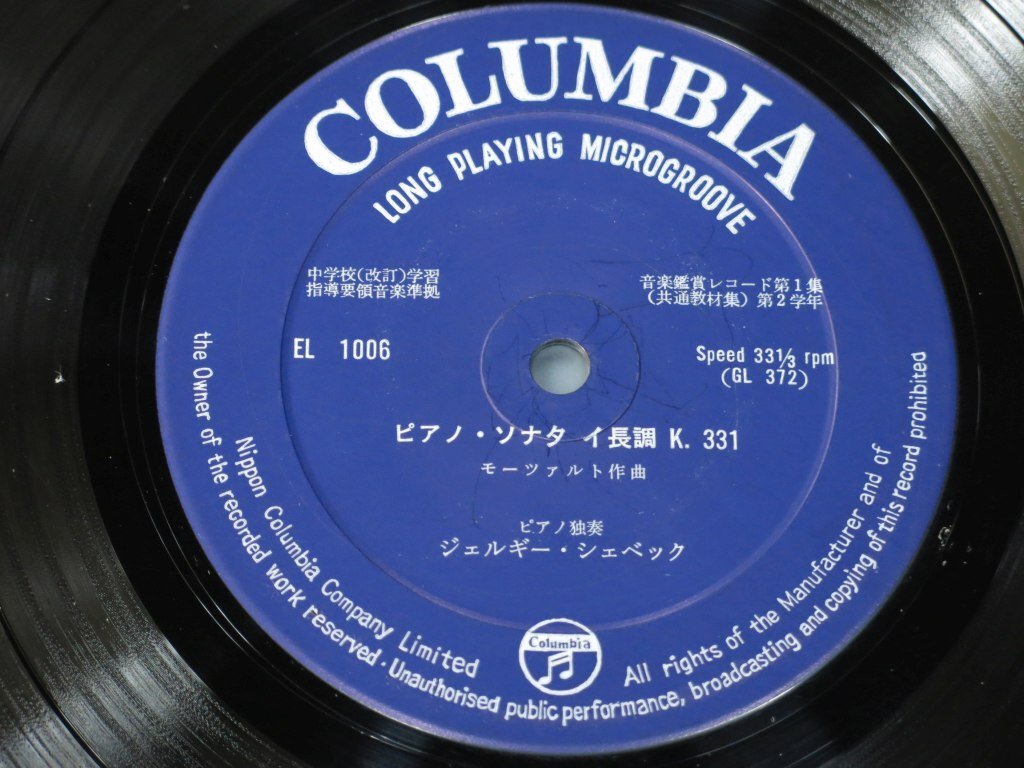 COLUMBIA
LONG PLAYING MICROGROOVE
中学校(改訂)学習
指導要領音楽準拠
音楽鑑賞レコード第1集
(共通教材集)第2学年
EL 1006
Speed 33 1/3 rpm
(GL 372)
ピアノ・ソナタ イ長調 K. 331
モーツァルト作曲
ピアノ独奏
ジェルギー・シェベック
Columbia
Nippon Columbia Company Limited
All rights of the Manufacturer and of
the Owner of the recorded work reserved·Unauthorised public performance, broadcasting and copying of this record prohibited